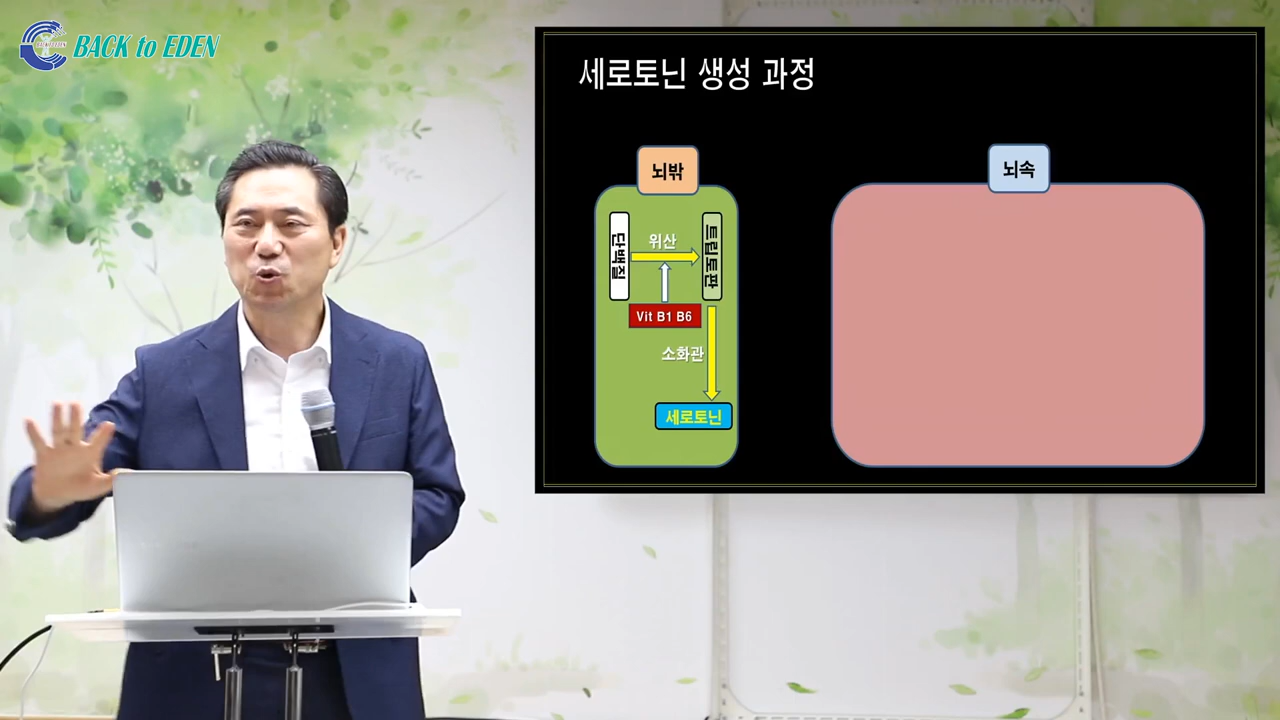 BACK to EDEN
세로토닌 생성 과정
뇌밖
뇌속
단백질
위산
트립토판
Vit B1 B6
소화관
세로토닌